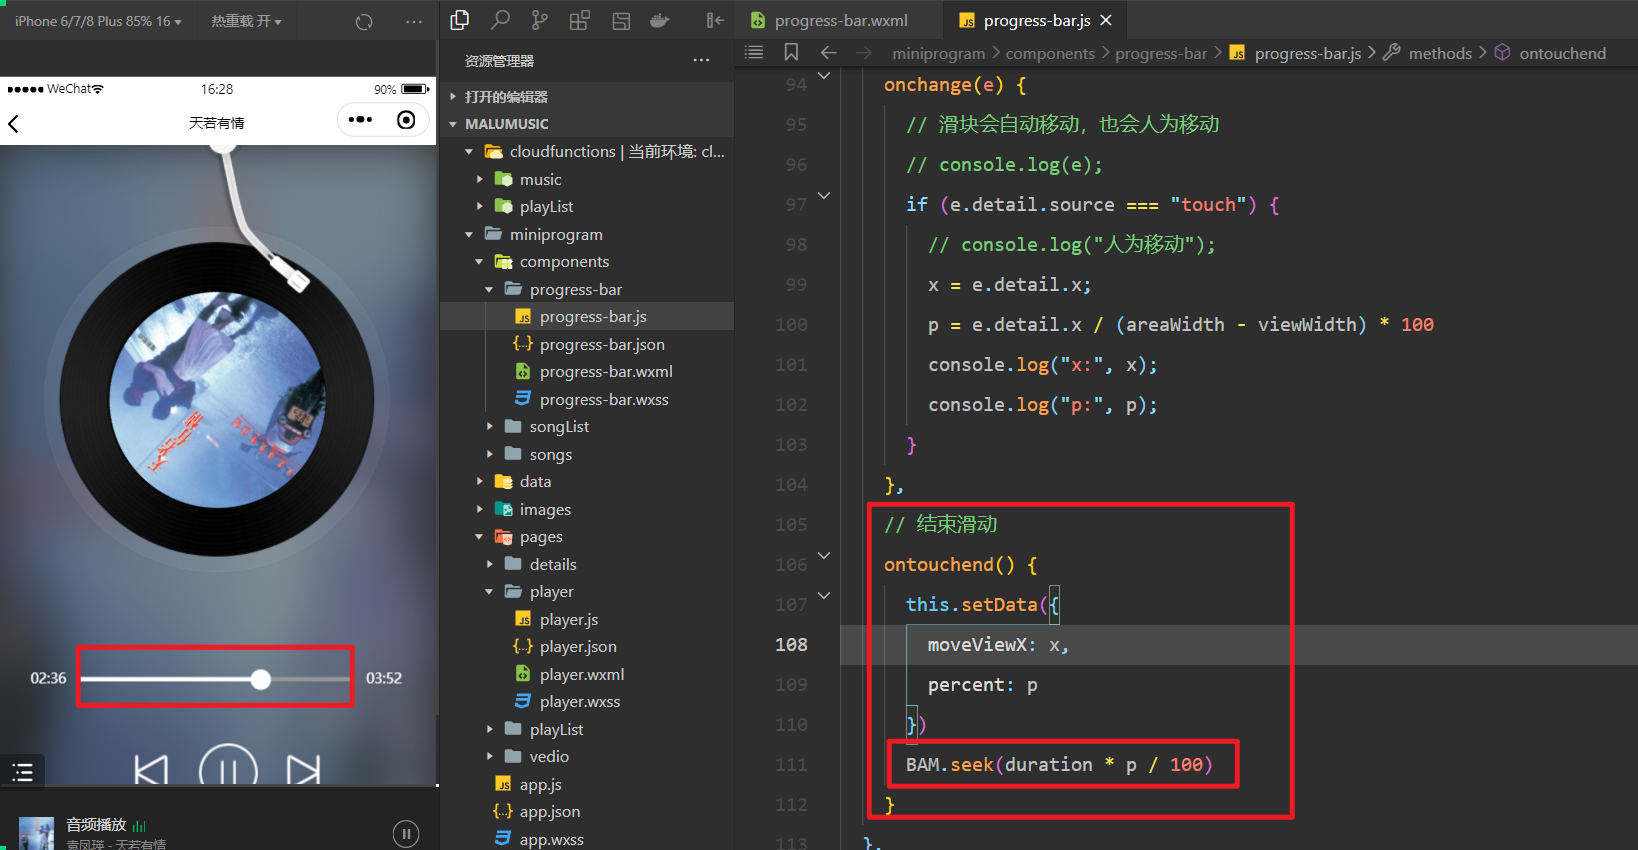 iPhone 6/7/8 Plus 85% 16
热重载 开
WeChat
16:28
90%
天若有情
02:36
03:52
音频播放
袁凤瑛 - 天若有情
资源管理器
打开的编辑器
MALUMUSIC
cloudfunctions | 当前环境: cl...
music
playList
miniprogram
components
progress-bar
progress-bar.js
progress-bar.json
progress-bar.wxml
progress-bar.wxss
songList
songs
data
images
pages
details
player
player.js
player.json
player.wxml
player.wxss
playList
vedio
app.js
app.json
app.wxss
progress-bar.wxml
progress-bar.js
miniprogram > components > progress-bar > progress-bar.js > methods > ontouchend
94 onchange(e) {
95 // 滑块会自动移动，也会人为移动
96 // console.log(e);
97 if (e.detail.source === "touch") {
98 // console.log("人为移动");
99 x = e.detail.x;
100 p = e.detail.x / (areaWidth - viewWidth) * 100
101 console.log("x:", x);
102 console.log("p:", p);
103 }
104 },
105 // 结束滑动
106 ontouchend() {
107 this.setData({
108 moveViewX: x,
109 percent: p
110 })
111 BAM.seek(duration * p / 100)
112 }
113 },